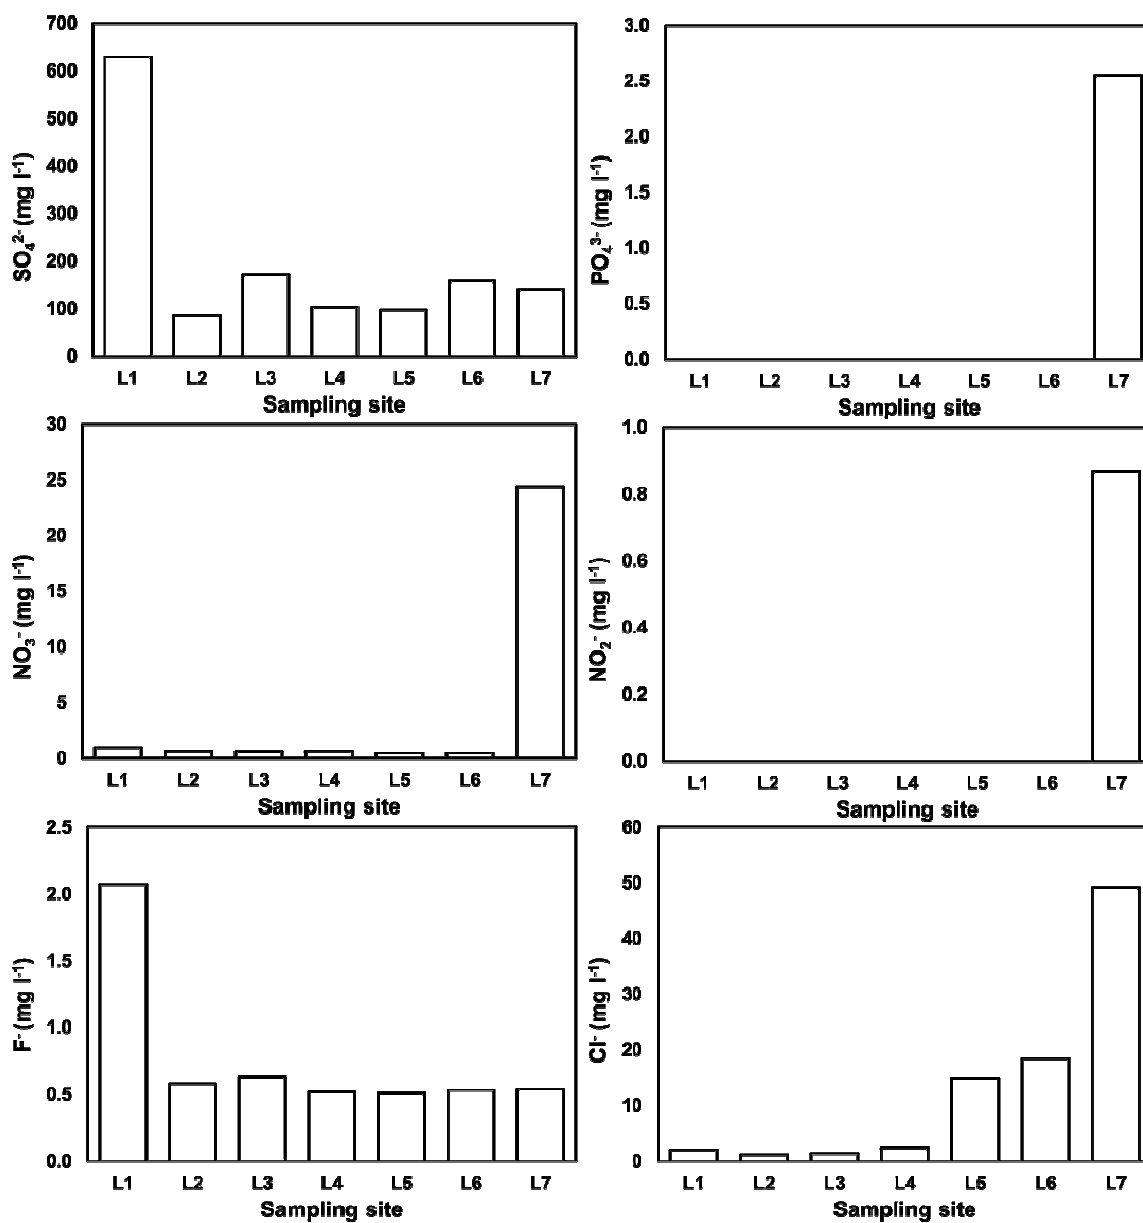 SO₄²⁻ (mg l⁻¹)
700
600
500
400
300
200
100
0
L1 L2 L3 L4 L5 L6 L7
Sampling site
PO₄³⁻ (mg l⁻¹)
3.0
2.5
2.0
1.5
1.0
0.5
0.0
L1 L2 L3 L4 L5 L6 L7
Sampling site
NO₃⁻ (mg l⁻¹)
30
25
20
15
10
5
0
L1 L2 L3 L4 L5 L6 L7
Sampling site
NO₂⁻ (mg l⁻¹)
1.0
0.8
0.6
0.4
0.2
0.0
L1 L2 L3 L4 L5 L6 L7
Sampling site
F⁻ (mg l⁻¹)
2.5
2.0
1.5
1.0
0.5
0.0
L1 L2 L3 L4 L5 L6 L7
Sampling site
Cl⁻ (mg l⁻¹)
60
50
40
30
20
10
0
L1 L2 L3 L4 L5 L6 L7
Sampling site